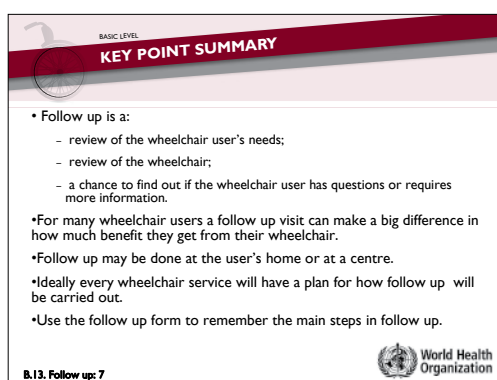 BASIC LEVEL
KEY POINT SUMMARY
• Follow up is a:
– review of the wheelchair user's needs;
– review of the wheelchair;
– a chance to find out if the wheelchair user has questions or requires
more information.
•For many wheelchair users a follow up visit can make a big difference in
how much benefit they get from their wheelchair.
•Follow up may be done at the user's home or at a centre.
•Ideally every wheelchair service will have a plan for how follow up will
be carried out.
•Use the follow up form to remember the main steps in follow up.
B.13. Follow up: 7
World Health
Organization